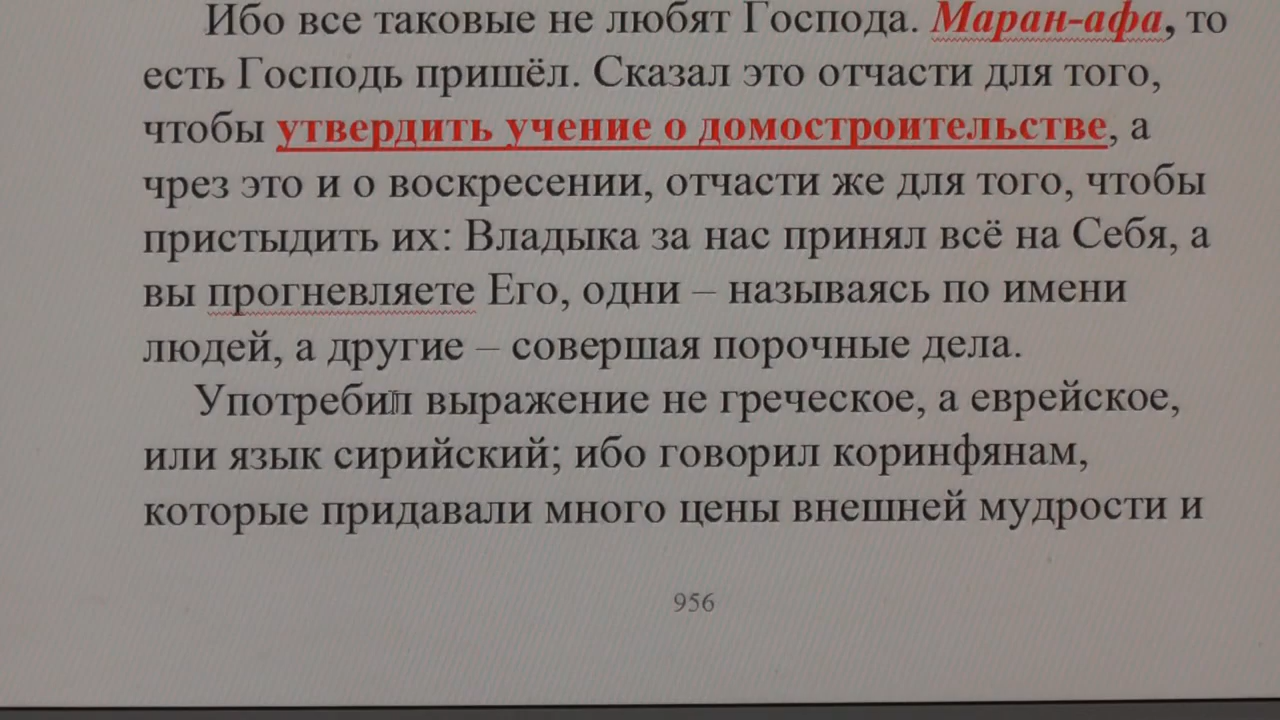 Ибо все таковые не любят Господа. Маран-афа, то
есть Господь пришёл. Сказал это отчасти для того,
чтобы утвердить учение о домостроительстве, а
чрез это и о воскресении, отчасти же для того, чтобы
пристыдить их: Владыка за нас принял всё на Себя, а
вы прогневляете Его, одни – называясь по имени
людей, а другие – совершая порочные дела.
Употребил выражение не греческое, а еврейское,
или язык сирийский; ибо говорил коринфянам,
которые придавали много цены внешней мудрости и
956